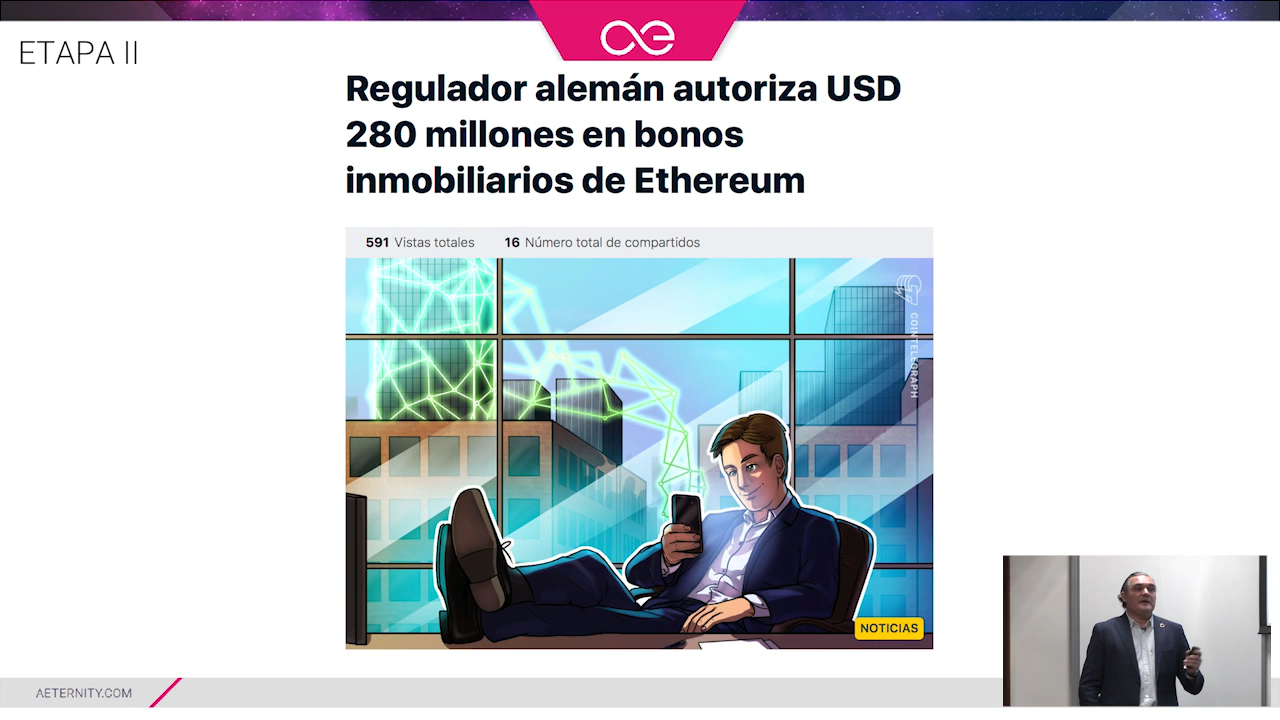 ETAPA II
Regulador alemán autoriza USD
280 millones en bonos
inmobiliarios de Ethereum
591 Vistas totales 16 Número total de compartidos
COINTELEGRAPH
NOTICIAS
AETERNITY.COM